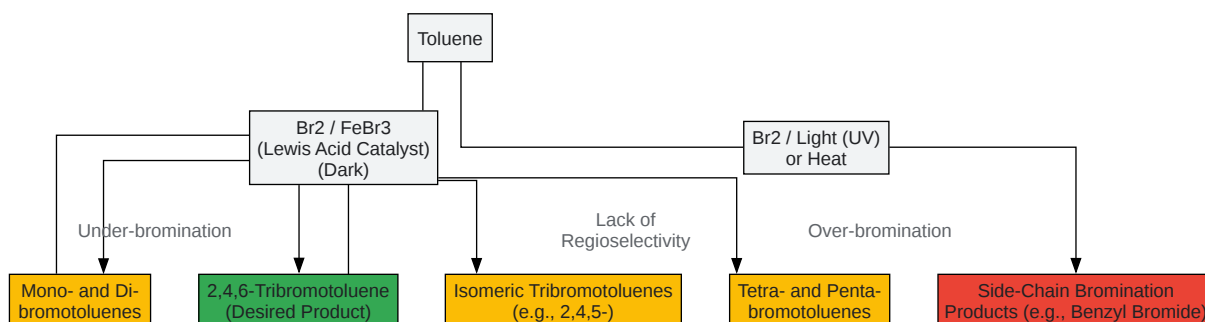 Toluene
Br2 / FeBr3
(Lewis Acid Catalyst)
(Dark)
Br2 / Light (UV)
or Heat
Under-bromination
Lack of
Regioselectivity
Over-bromination
Mono- and Di-
bromotoluenes
2,4,6-Tribromotoluene
(Desired Product)
Isomeric Tribromotoluenes
(e.g., 2,4,5-)
Tetra- and Penta-
bromotoluenes
Side-Chain Bromination
Products (e.g., Benzyl Bromide)